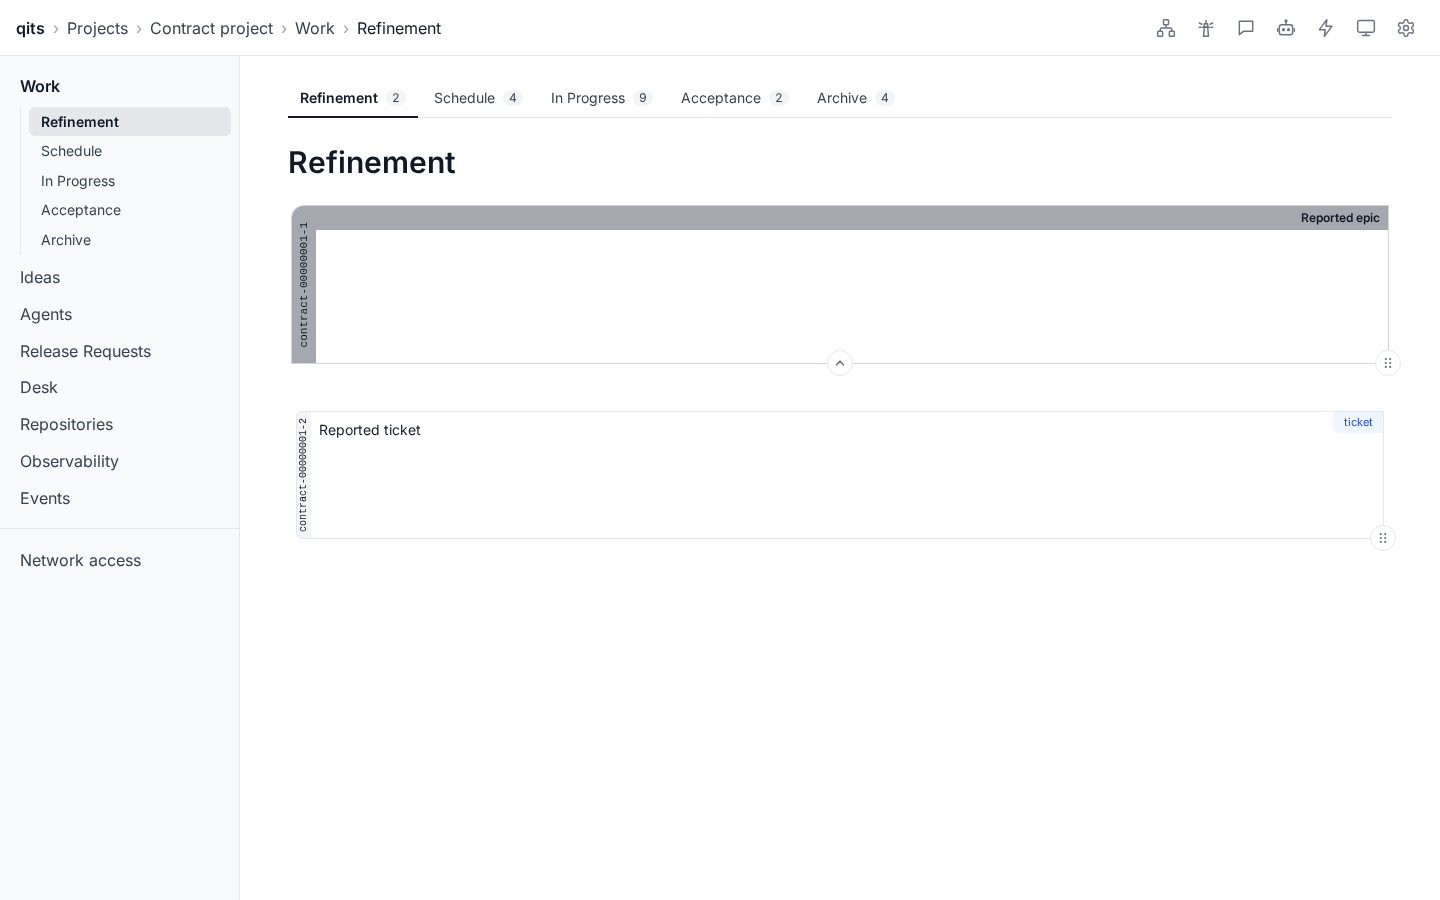 qits › Projects › Contract project › Work › Refinement
Work
Refinement
Schedule
In Progress
Acceptance
Archive
Ideas
Agents
Release Requests
Desk
Repositories
Observability
Events
Network access
Refinement 2 Schedule 4 In Progress 9 Acceptance 2 Archive 4
Refinement
Reported epic
contract-00000001-1
contract-00000001-2
Reported ticket
ticket